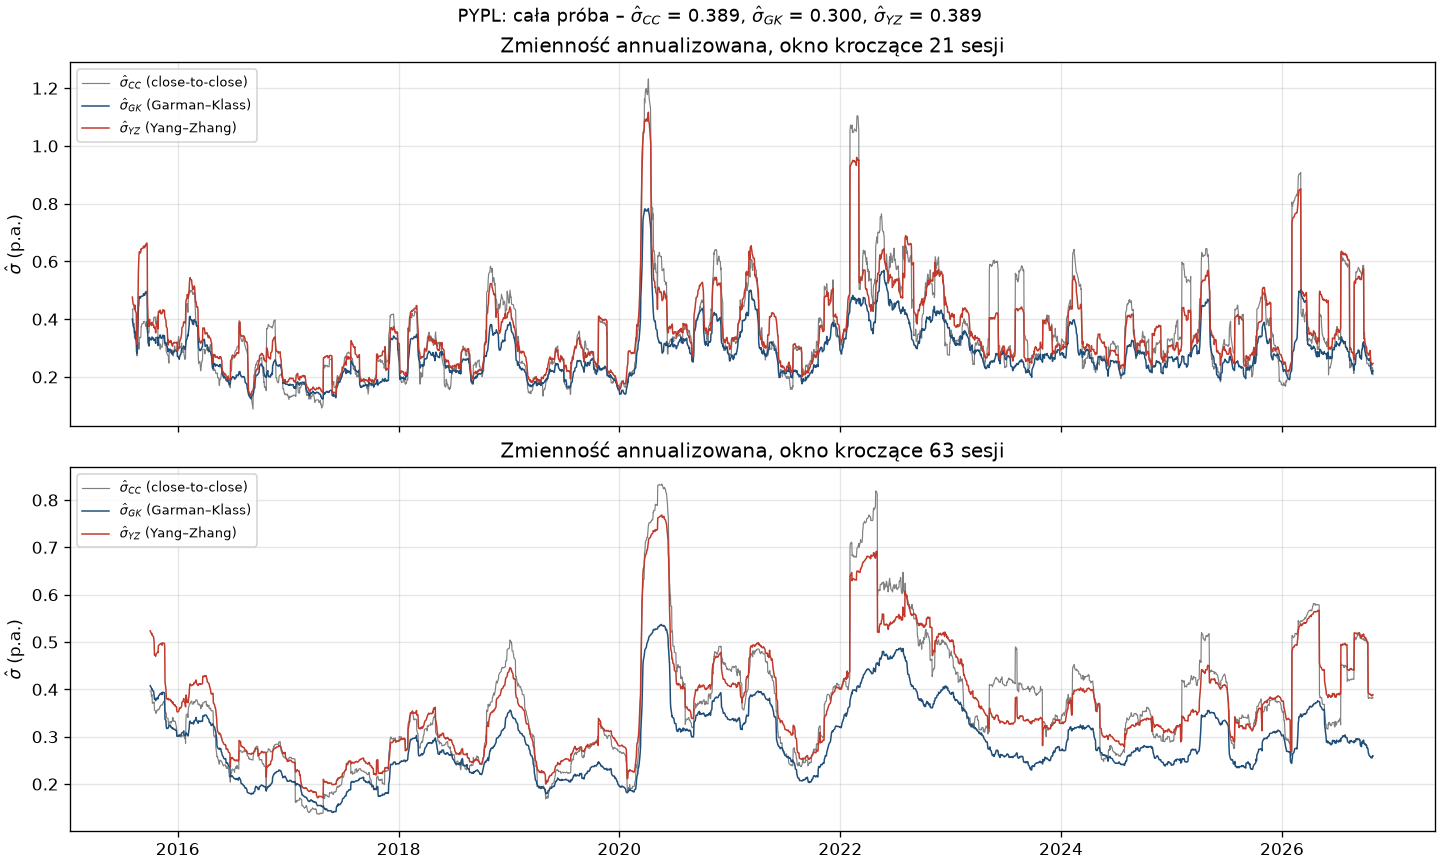 PYPL: cała próba – σ̂CC = 0.389, σ̂GK = 0.300, σ̂YZ = 0.389
Zmienność annualizowana, okno kroczące 21 sesji
σ̂CC (close-to-close)
σ̂GK (Garman–Klass)
σ̂YZ (Yang–Zhang)
σ̂ (p.a.)
1.2
1.0
0.8
0.6
0.4
0.2
Zmienność annualizowana, okno kroczące 63 sesji
σ̂CC (close-to-close)
σ̂GK (Garman–Klass)
σ̂YZ (Yang–Zhang)
σ̂ (p.a.)
0.8
0.7
0.6
0.5
0.4
0.3
0.2
2016 2018 2020 2022 2024 2026